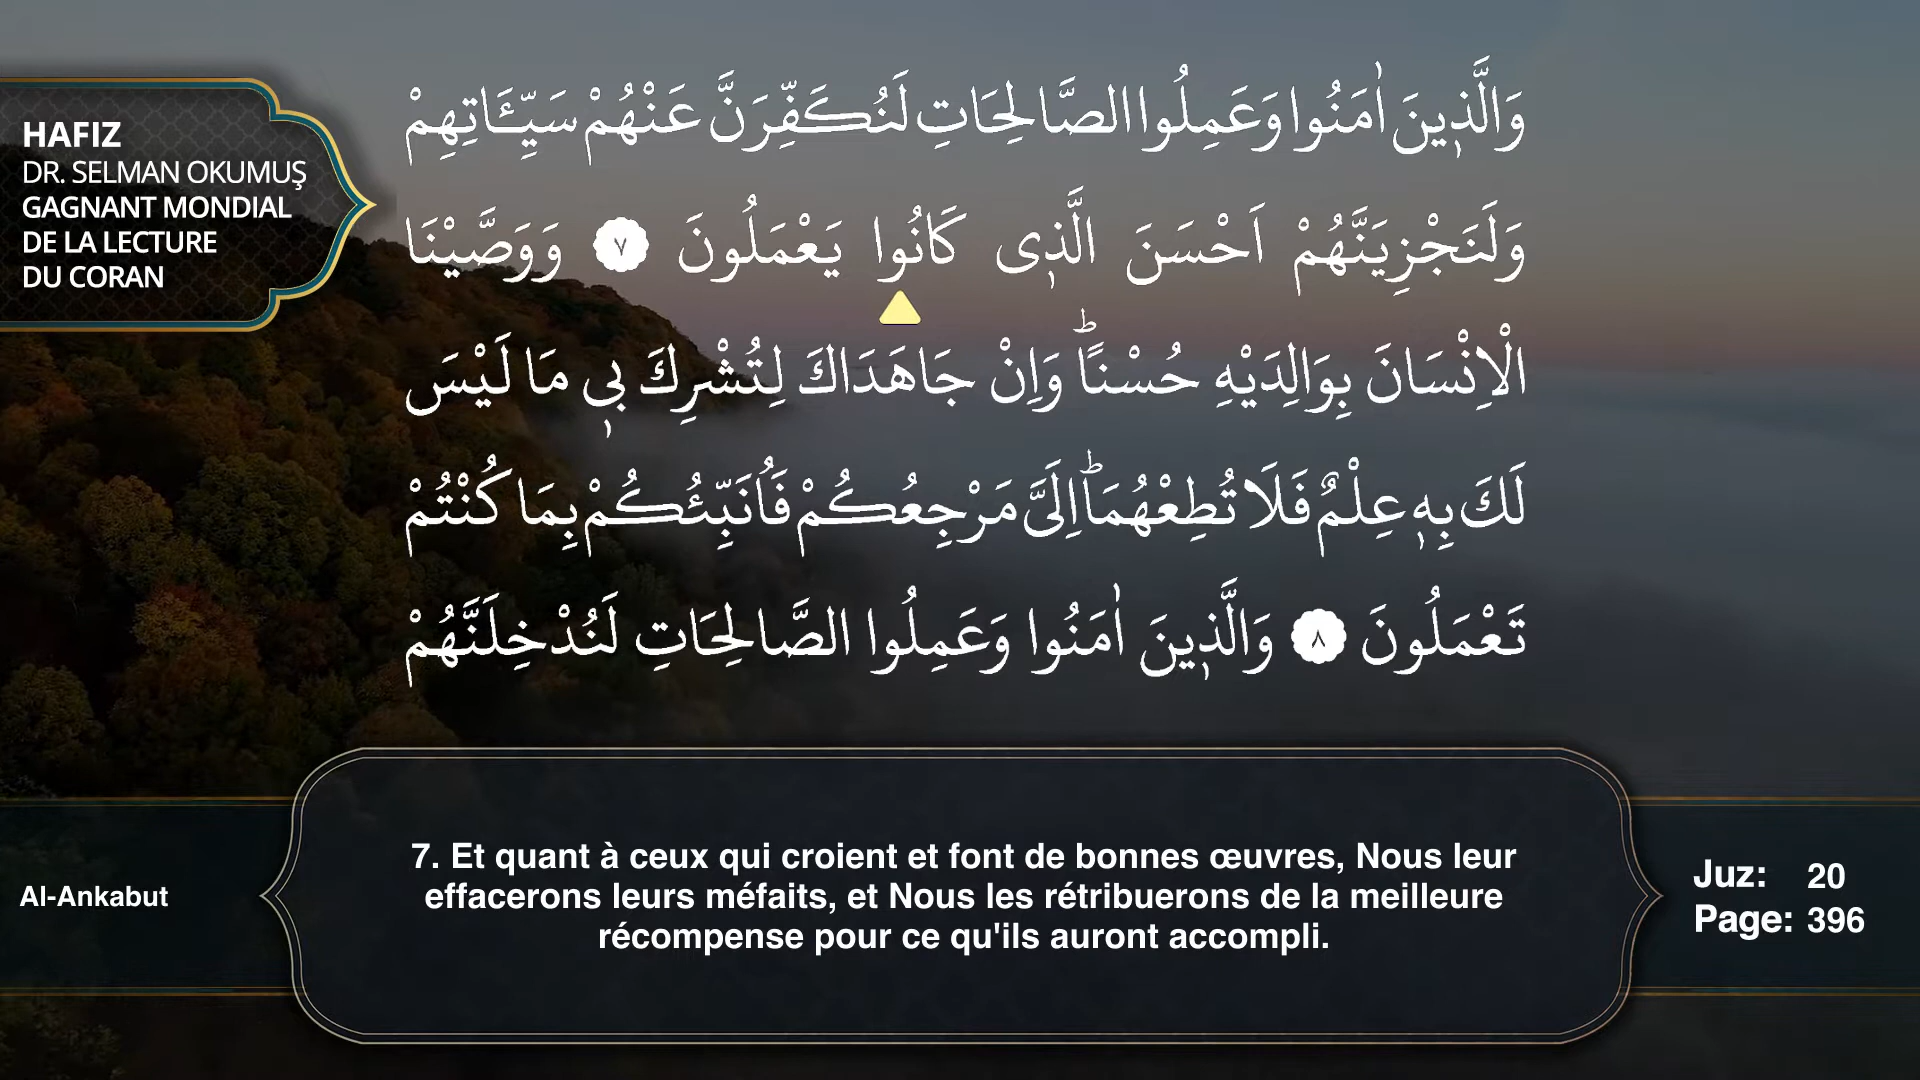 HAFIZ
DR. SELMAN OKUMUŞ
GAGNANT MONDIAL
DE LA LECTURE
DU CORAN
وَالَّذٖينَ اٰمَنُوا وَعَمِلُوا الصَّالِحَاتِ لَنُكَفِّرَنَّ عَنْهُمْ سَيِّـَٔاتِهِمْ
وَلَنَجْزِيَنَّهُمْ اَحْسَنَ الَّذٖى كَانُوا يَعْمَلُونَ ٧ وَوَصَّيْنَا
الْاِنْسَانَ بِوَالِدَيْهِ حُسْنًاؕ وَاِنْ جَاهَدَاكَ لِتُشْرِكَ بٖى مَا لَيْسَ
لَكَ بِهٖ عِلْمٌ فَلَا تُطِعْهُمَاؕ اِلَىَّ مَرْجِعُكُمْ فَاُنَبِّئُكُمْ بِمَا كُنْتُمْ
تَعْمَلُونَ ٨ وَالَّذٖينَ اٰمَنُوا وَعَمِلُوا الصَّالِحَاتِ لَنُدْخِلَنَّهُمْ
7. Et quant à ceux qui croient et font de bonnes œuvres, Nous leur
effacerons leurs méfaits, et Nous les rétribuerons de la meilleure
récompense pour ce qu'ils auront accompli.
Al-Ankabut
Juz: 20
Page: 396